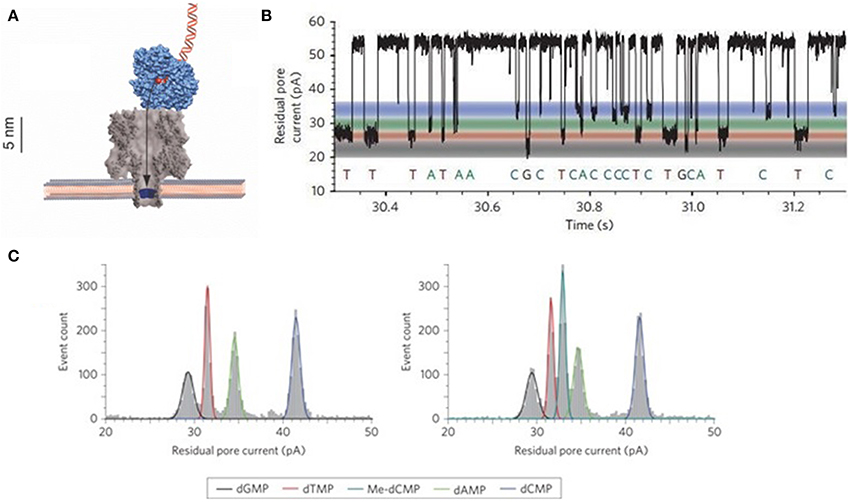 A
5 nm
B
Residual pore
current (pA)
60
50
40
30
20
10
T T T A T A A C G C T C A C C C C T C T G C A T C T C
30.4 30.6 30.8 31.0 31.2
Time (s)
C
Event count
300
200
100
0
20 30 40 50
Residual pore current (pA)
Event count
300
200
100
0
20 30 40 50
Residual pore current (pA)
dGMP dTMP Me-dCMP dAMP dCMP